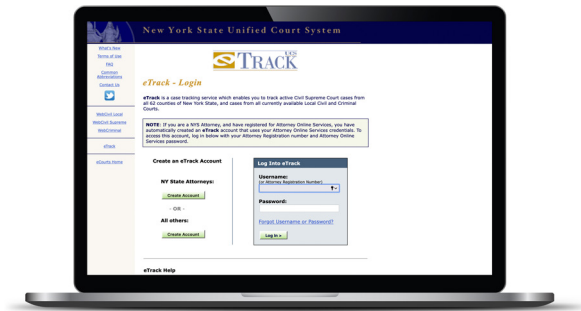 New York State Unified Court System
What's New
Terms of Use
FAQ
Common
Abbreviations
Contact Us
WebCivil Local
WebCivil Supreme
WebCriminal
eTrack
eCourts Home
UCS
eTRACK
eTrack - Login
eTrack is a case tracking service which enables you to track active Civil Supreme Court cases from
all 62 counties of New York State, and cases from all currently available Local Civil and Criminal
Courts.
NOTE: If you are a NYS Attorney, and have registered for Attorney Online Services, you have
automatically created an eTrack account that uses your Attorney Online Services credentials. To
access this account, log in below with your Attorney Registration number and Attorney Online
Services password.
Create an eTrack Account
NY State Attorneys:
Create Account
- OR -
All others:
Create Account
Log Into eTrack
Username:
(or Attorney Registration Number)
Password:
Forgot Username or Password?
Log In >
eTrack Help